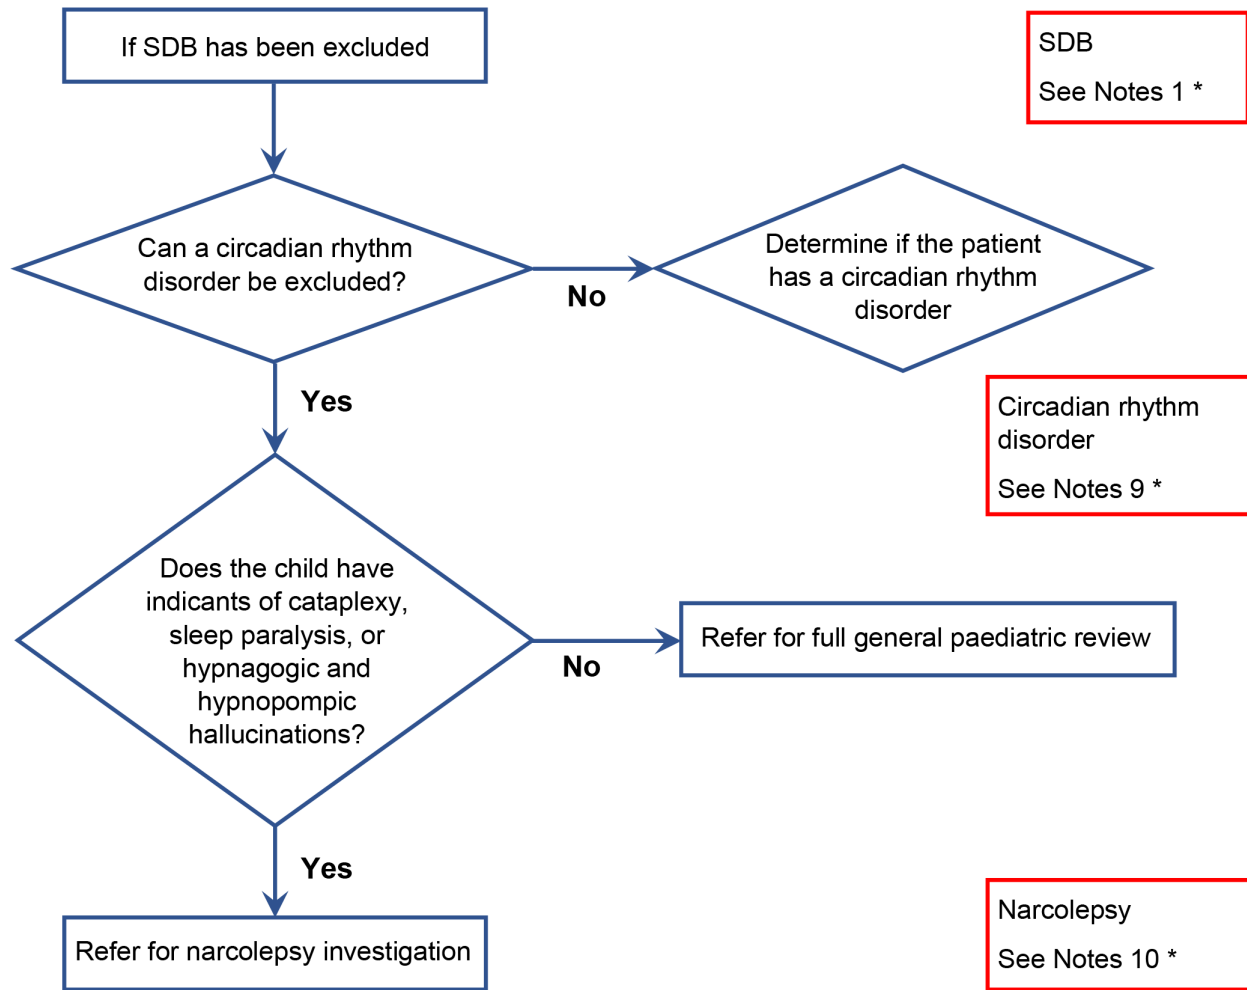 If SDB has been excluded
SDB
See Notes 1 *
Can a circadian rhythm
disorder be excluded?
No
Determine if the patient
has a circadian rhythm
disorder
Yes
Circadian rhythm
disorder
See Notes 9 *
Does the child have
indicants of cataplexy,
sleep paralysis, or
hypnagogic and
hypnopompic
hallucinations?
No
Refer for full general paediatric review
Yes
Refer for narcolepsy investigation
Narcolepsy
See Notes 10 *